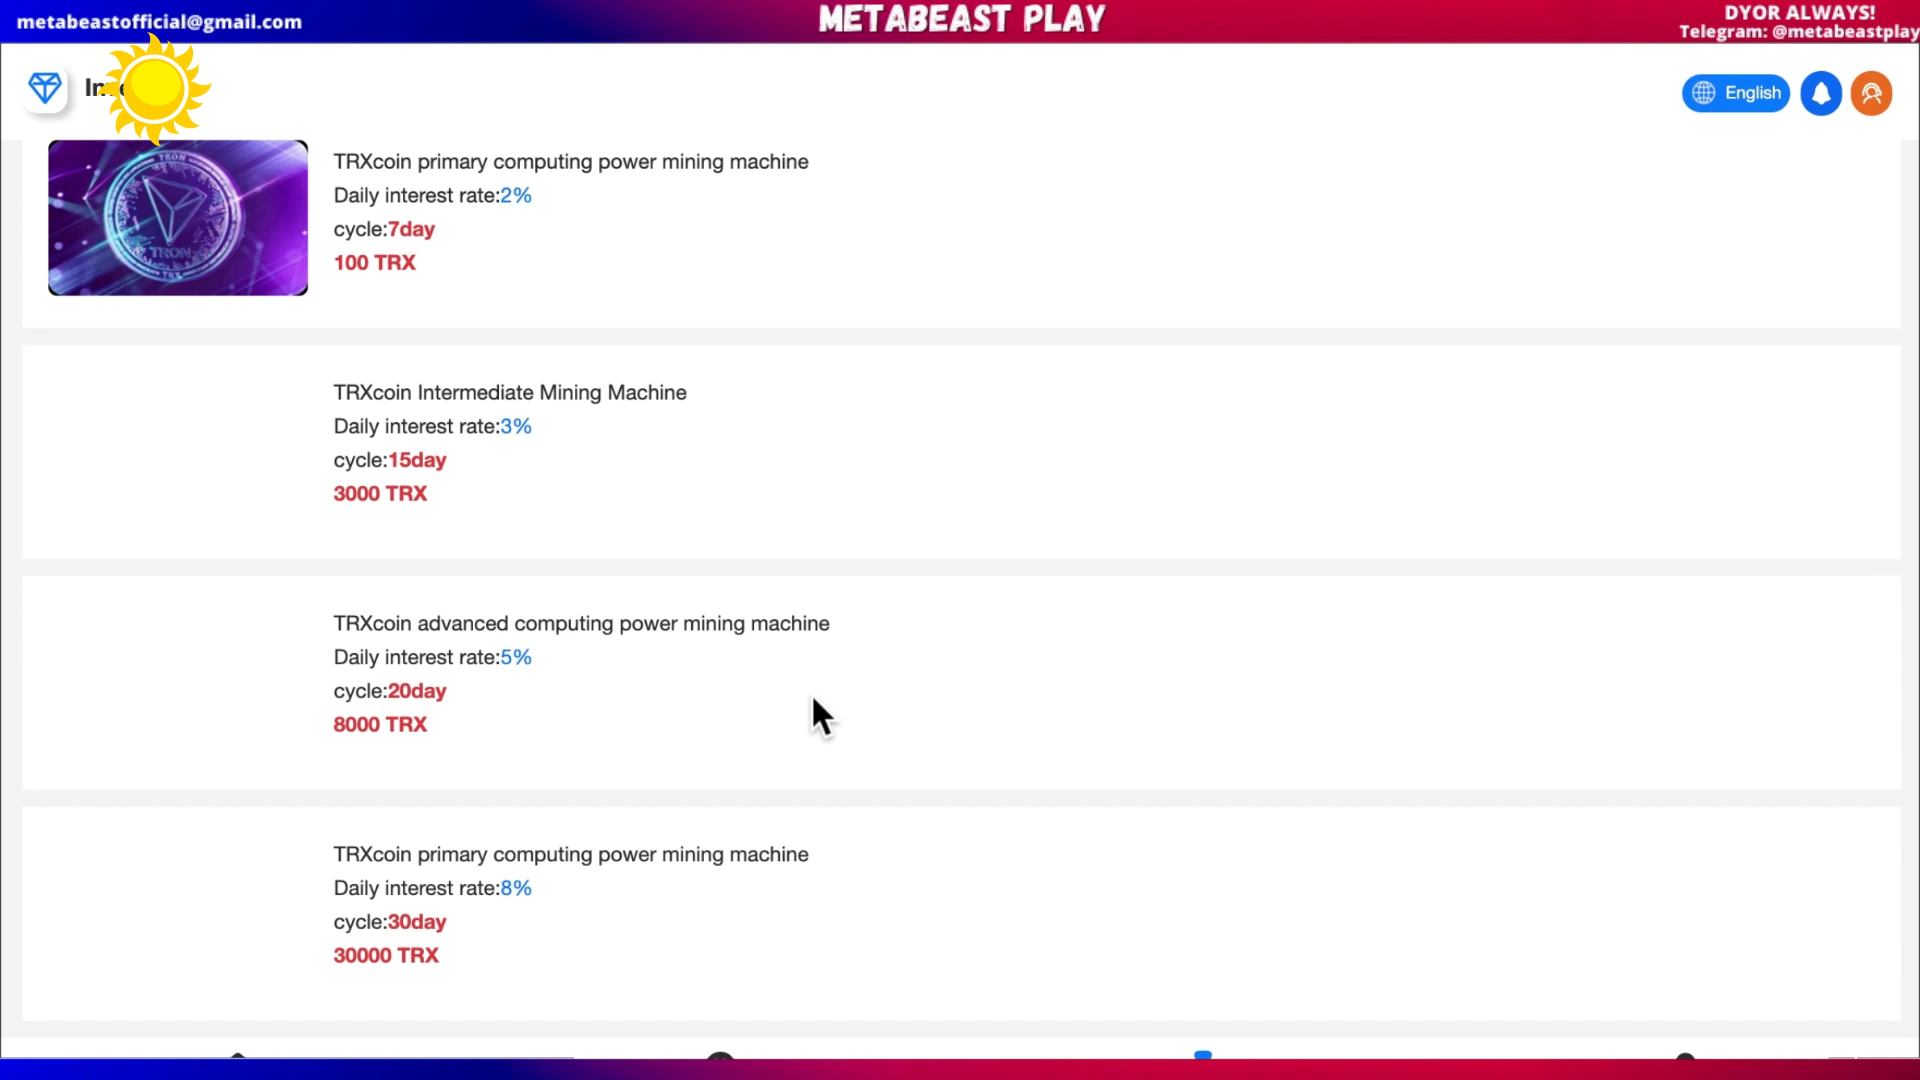 metabeastofficial@gmail.com
METABEAST PLAY
DYOR ALWAYS!
Telegram: @metabeastplay
English
TRON
TRON
TRX
TRXcoin primary computing power mining machine
Daily interest rate:2%
cycle:7day
100 TRX
TRXcoin Intermediate Mining Machine
Daily interest rate:3%
cycle:15day
3000 TRX
TRXcoin advanced computing power mining machine
Daily interest rate:5%
cycle:20day
8000 TRX
TRXcoin primary computing power mining machine
Daily interest rate:8%
cycle:30day
30000 TRX